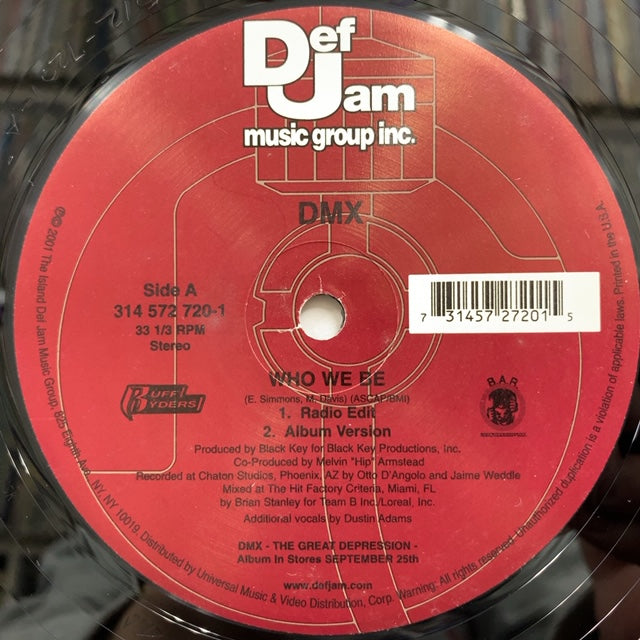 Def
Jam
music group inc.
DMX
Side A
314 572 720-1
33 1/3 RPM
Stereo
7 31457 27201 5
WHO WE BE
(E. Simmons, M. Davis) (ASCAP/BMI)
1. Radio Edit
2. Album Version
RUFF
RYDERS
B.A.R.
Produced by Black Key for Black Key Productions, Inc.
Co-Produced by Melvin "Hip" Armstead
Recorded at Chaton Studios, Phoenix, AZ by Otto D'Angolo and Jaime Weddle
Mixed at The Hit Factory Criteria, Miami, FL
by Brian Stanley for Team B Inc/Loreal, Inc.
Additional vocals by Dustin Adams
DMX - THE GREAT DEPRESSION -
Album In Stores SEPTEMBER 25th
www.defjam.com
℗© 2001 The Island Def Jam Music Group, 825 Eighth Ave., NY, NY 10019. Distributed by Universal Music & Video Distribution, Corp. Warning: All rights reserved. Unauthorized duplication is a violation of applicable laws. Printed in the U.S.A.